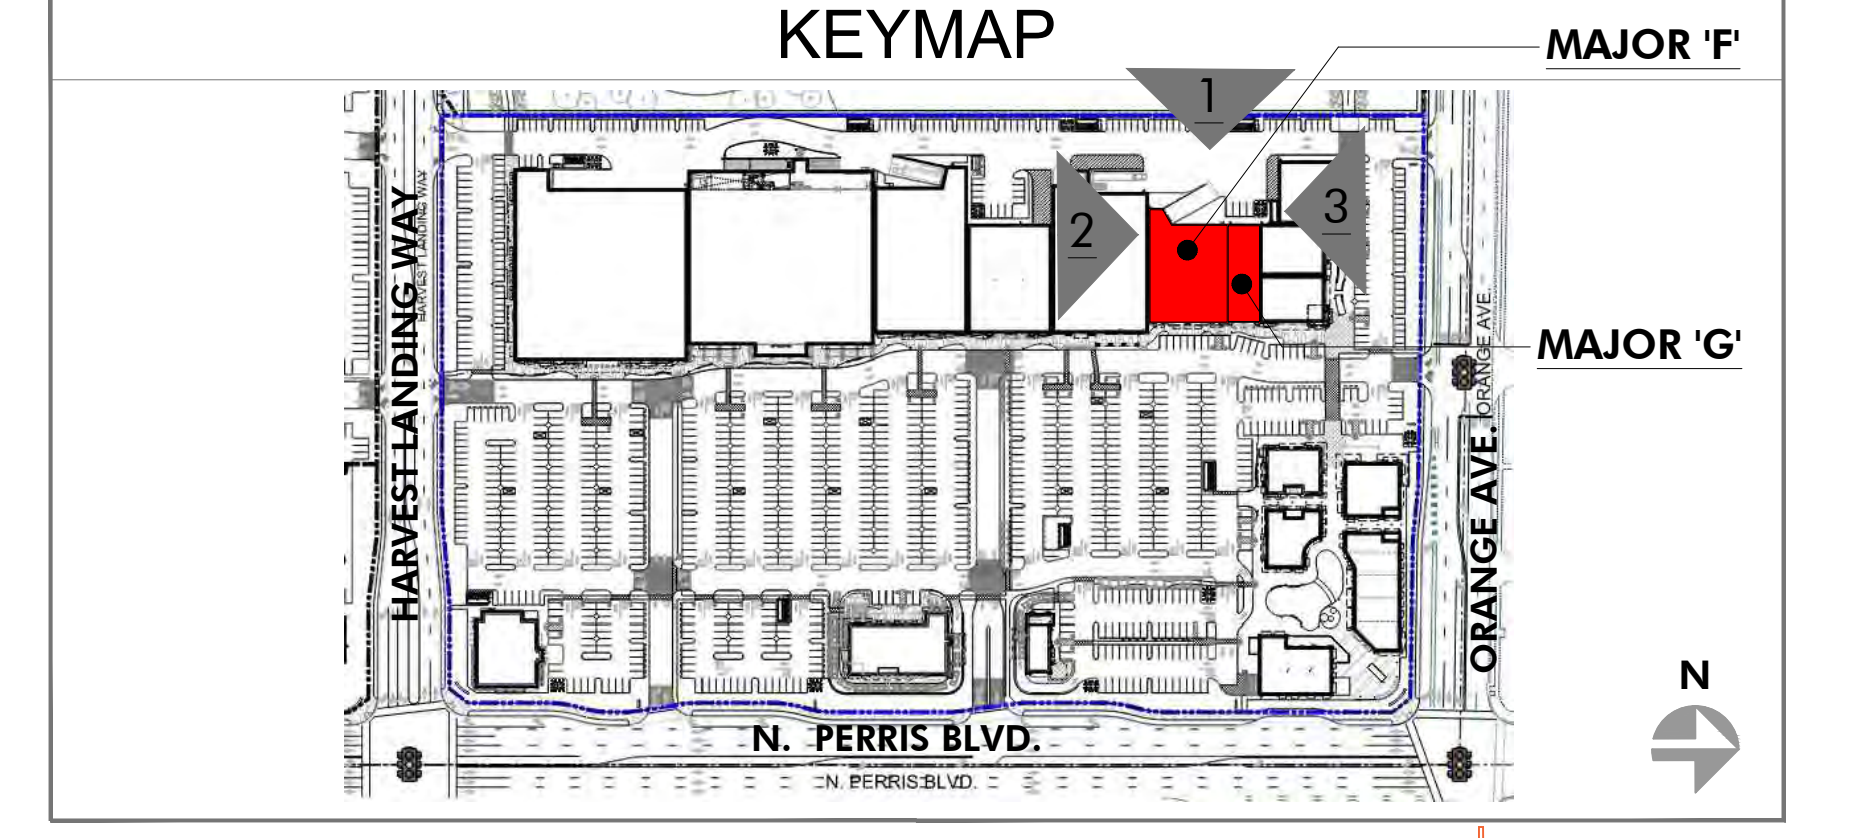 KEYMAP
MAJOR 'F'
1
2
3
HARVEST LANDING WAY
HARVEST LANDING WAY
MAJOR 'G'
ORANGE AVE.
ORANGE AVE.
N
N. PERRIS BLVD.
N. PERRIS BLVD.